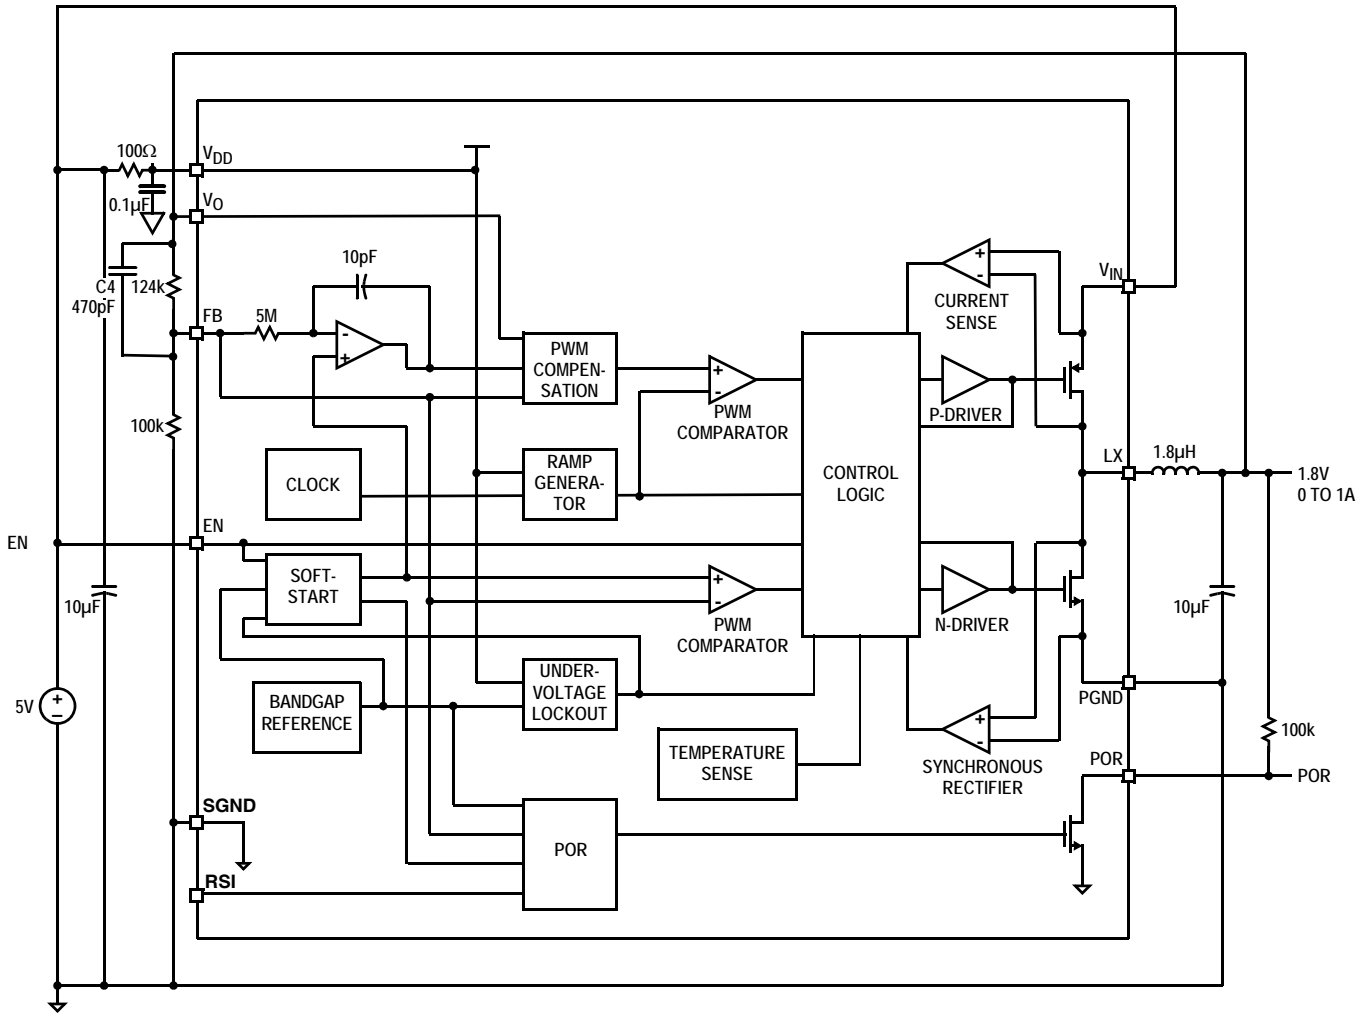 100Ω
VDD
0.1µF
VO
10pF
C4
470pF
124k
FB
5M
-
+
100k
PWM
COMPEN-
SATION
+
-
PWM
COMPARATOR
+
-
CURRENT
SENSE
VIN
P-DRIVER
CLOCK
RAMP
GENERA-
TOR
CONTROL
LOGIC
LX
1.8µH
1.8V
0 TO 1A
EN
EN
SOFT-
START
+
-
PWM
COMPARATOR
N-DRIVER
10µF
10µF
5V
+
–
BANDGAP
REFERENCE
UNDER-
VOLTAGE
LOCKOUT
TEMPERATURE
SENSE
+
-
SYNCHRONOUS
RECTIFIER
PGND
100k
POR
POR
SGND
POR
RSI